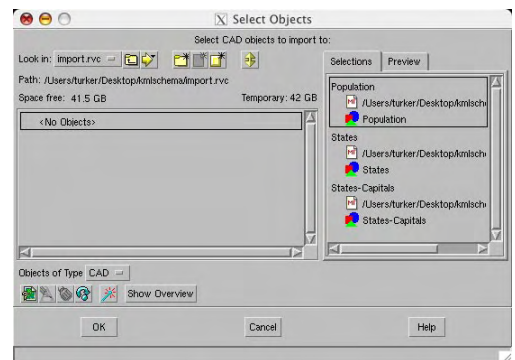 X Select Objects
Select CAD objects to import to:
Look in: import.rvc
Path: /Users/turker/Desktop/kmlschema/import.rvc
Space free: 41.5 GB Temporary: 42 GB
<No Objects>
Objects of Type CAD
Show Overview
Selections Preview
Population
/Users/turker/Desktop/kmlsch
Population
States
/Users/turker/Desktop/kmlsch
States
States-Capitals
/Users/turker/Desktop/kmlsch
States-Capitals
OK Cancel Help